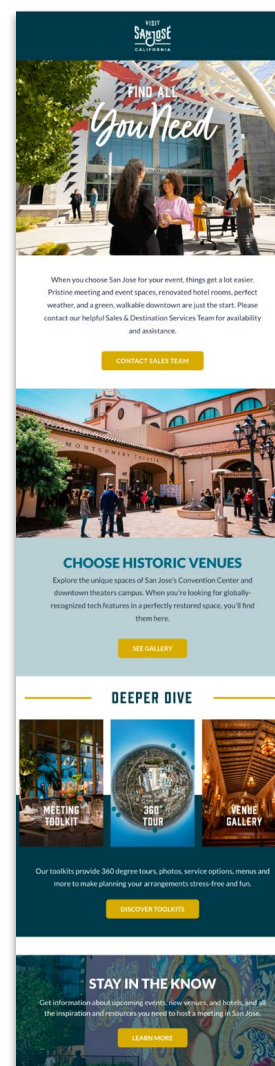 VISIT
SAN JOSÉ
CALIFORNIA
FIND ALL
You Need
When you choose San Jose for your event, things get a lot easier.
Pristine meeting and event spaces, renovated hotel rooms, perfect
weather, and a green, walkable downtown are just the start. Please
contact our helpful Sales & Destination Services Team for availability
and assistance.
CONTACT SALES TEAM
MONTGOMERY THEATER
CHOOSE HISTORIC VENUES
Explore the unique spaces of San Jose's Convention Center and
downtown theaters campus. When you're looking for globally-
recognized tech features in a perfectly restored space, you'll find
them here.
SEE GALLERY
DEEPER DIVE
MEETING
TOOLKIT
360°
TOUR
VENUE
GALLERY
Our toolkits provide 360 degree tours, photos, service options, menus and
more to make planning your arrangements stress-free and fun.
DISCOVER TOOLKITS
STAY IN THE KNOW
Get information about upcoming events, new venues, and hotels, and all
the inspiration and resources you need to host a meeting in San Jose.
LEARN MORE